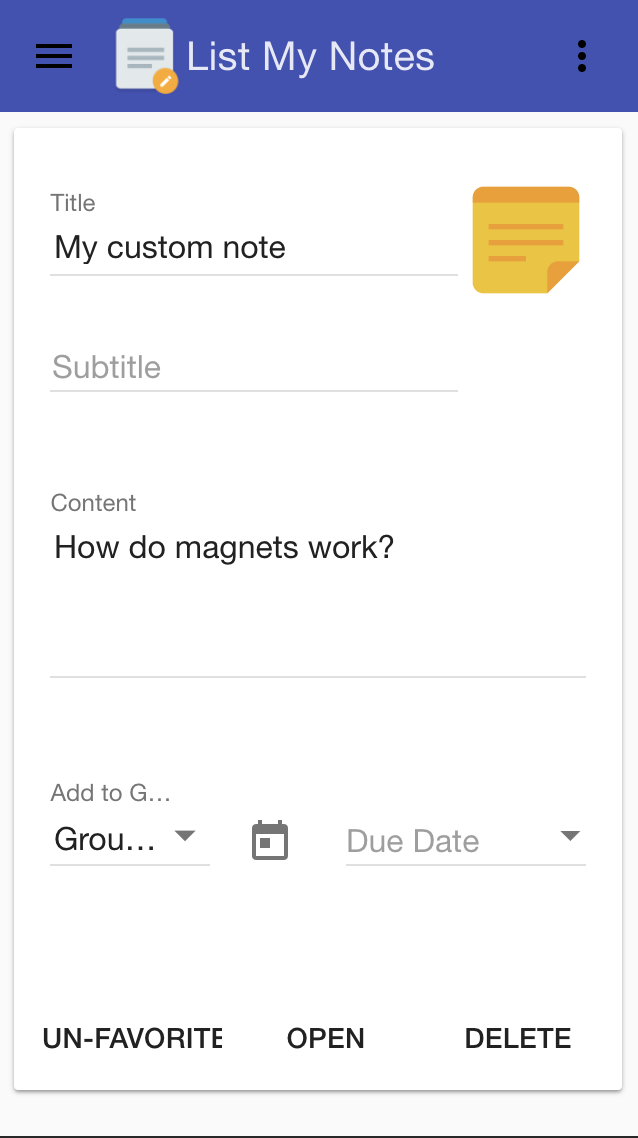 List My Notes
Title
My custom note
Subtitle
Content
How do magnets work?
Add to G...
Grou...
Due Date
UN-FAVORITE
OPEN
DELETE